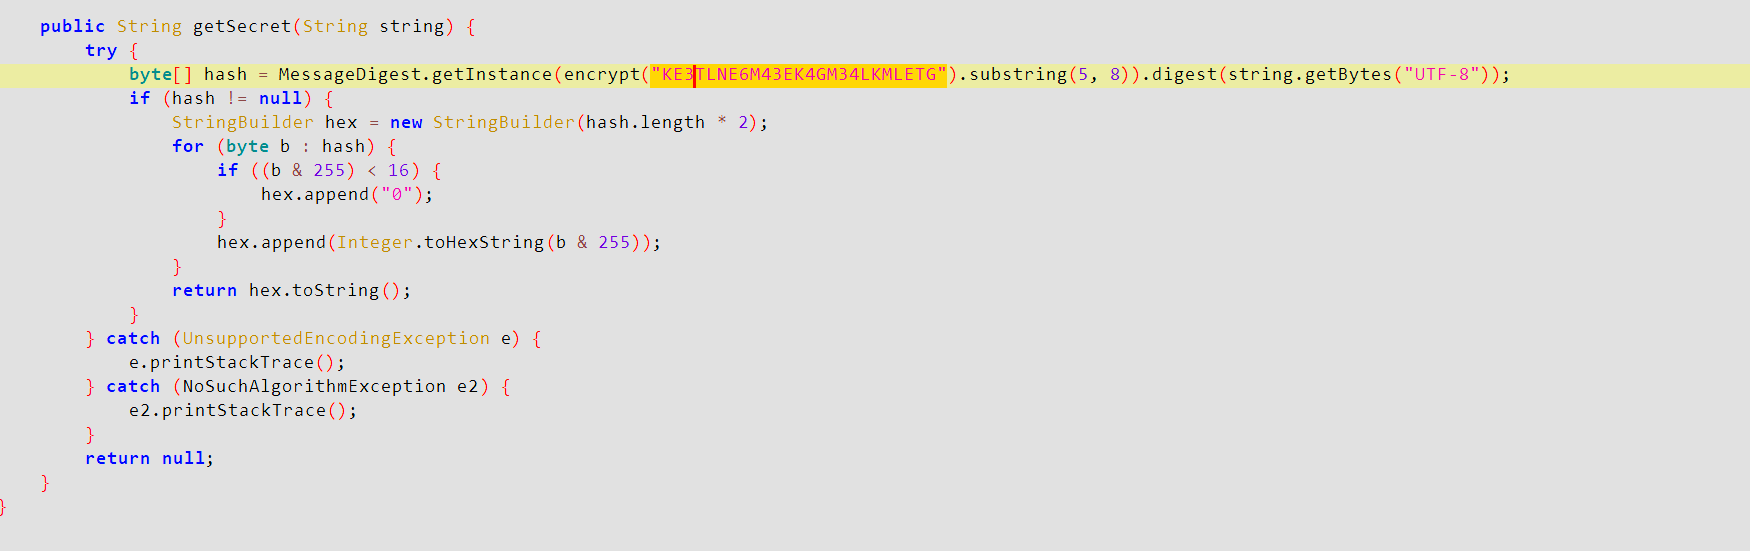 public String getSecret(String string) {
try {
byte[] hash = MessageDigest.getInstance(encrypt("KE3TLNE6M43EK4GM34LKMLETG").substring(5, 8)).digest(string.getBytes("UTF-8"));
if (hash != null) {
StringBuilder hex = new StringBuilder(hash.length * 2);
for (byte b : hash) {
if ((b & 255) < 16) {
hex.append("0");
}
hex.append(Integer.toHexString(b & 255));
}
return hex.toString();
}
} catch (UnsupportedEncodingException e) {
e.printStackTrace();
} catch (NoSuchAlgorithmException e2) {
e2.printStackTrace();
}
return null;
}
}